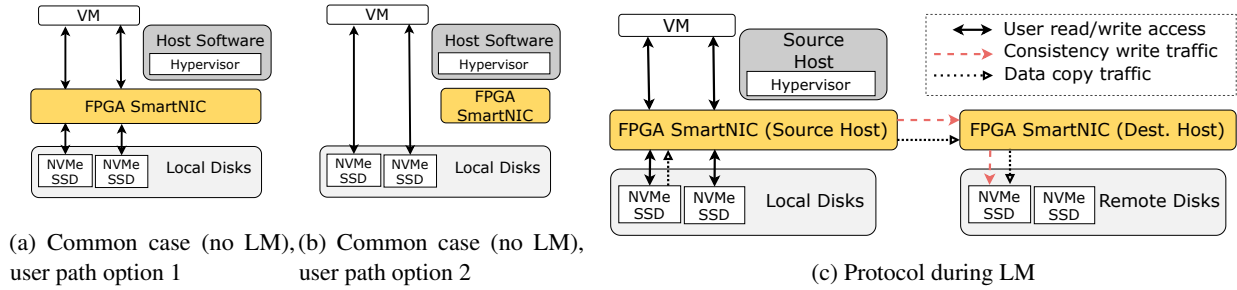 VM
Host Software
Hypervisor
FPGA SmartNIC
NVMe
SSD
NVMe
SSD
Local Disks
(a) Common case (no LM),
user path option 1
VM
Host Software
Hypervisor
FPGA
SmartNIC
NVMe
SSD
NVMe
SSD
Local Disks
(b) Common case (no LM),
user path option 2
VM
Source
Host
Hypervisor
User read/write access
Consistency write traffic
Data copy traffic
FPGA SmartNIC (Source Host)
FPGA SmartNIC (Dest. Host)
NVMe
SSD
NVMe
SSD
Local Disks
NVMe
SSD
NVMe
SSD
Remote Disks
(c) Protocol during LM